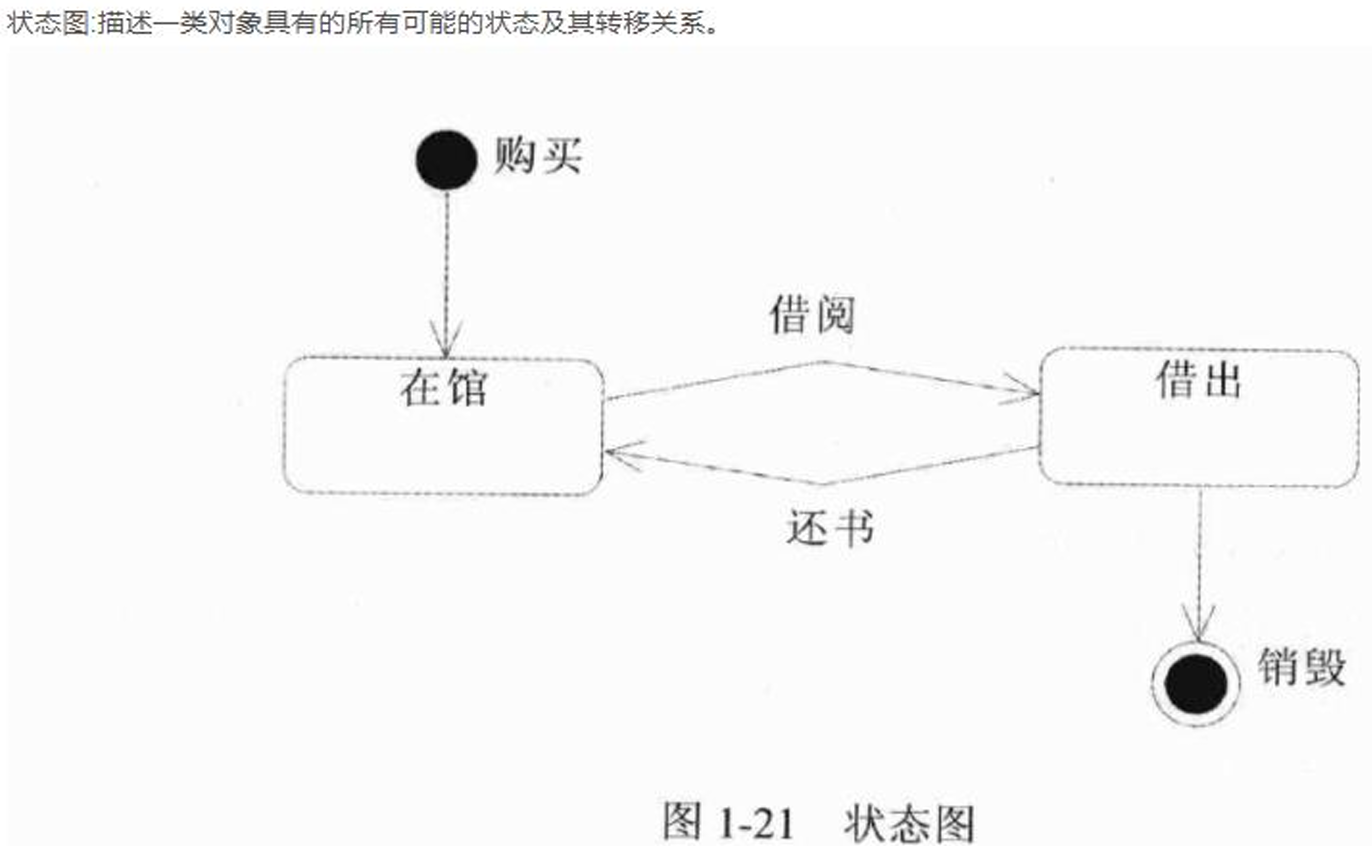 状态图:描述一类对象具有的所有可能的状态及其转移关系。
购买
借阅
在馆
借出
还书
销毁
图 1-21 状态图